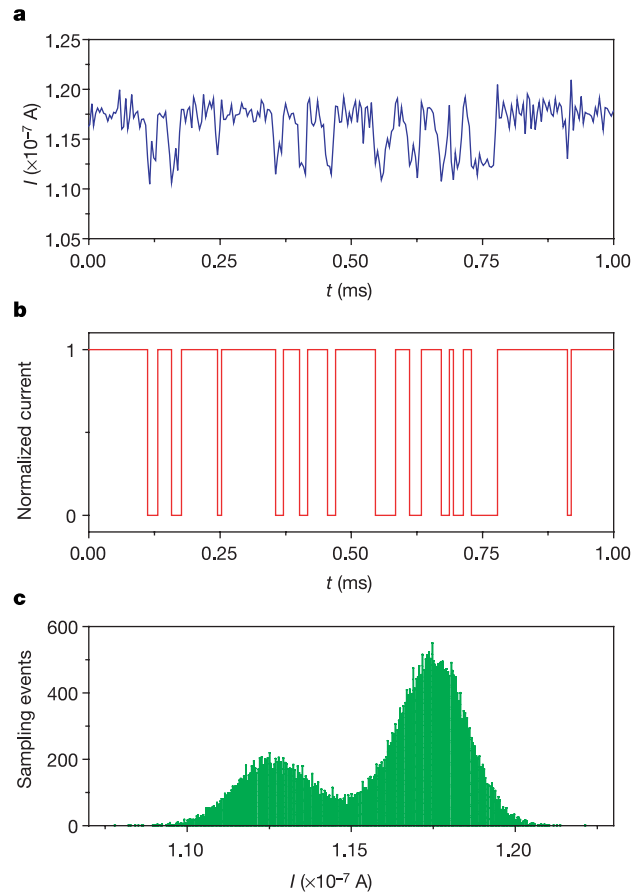 a
1.25
1.20
1.15
1.10
1.05
I (×10⁻⁷ A)
0.00 0.25 0.50 0.75 1.00
t (ms)
b
1
0
Normalized current
0.00 0.25 0.50 0.75 1.00
t (ms)
c
600
400
200
0
Sampling events
1.10 1.15 1.20
I (×10⁻⁷ A)